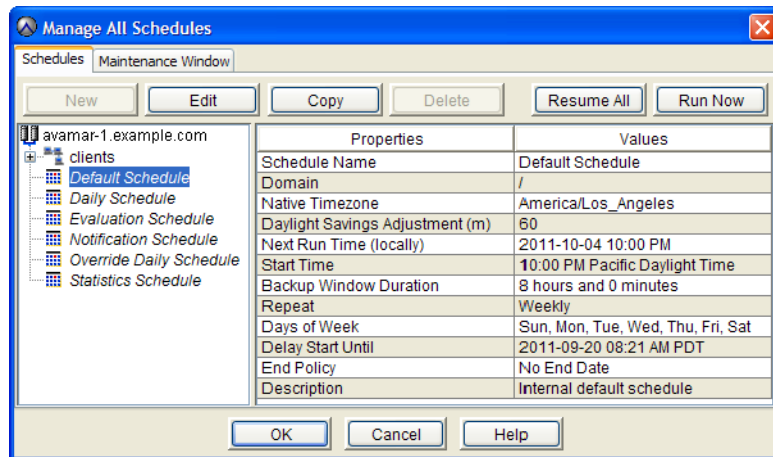 Manage All Schedules
Schedules Maintenance Window
New Edit Copy Delete Resume All Run Now
avamar-1.example.com
clients
Default Schedule
Daily Schedule
Evaluation Schedule
Notification Schedule
Override Daily Schedule
Statistics Schedule
Properties Values
Schedule Name Default Schedule
Domain /
Native Timezone America/Los_Angeles
Daylight Savings Adjustment (m) 60
Next Run Time (locally) 2011-10-04 10:00 PM
Start Time 10:00 PM Pacific Daylight Time
Backup Window Duration 8 hours and 0 minutes
Repeat Weekly
Days of Week Sun, Mon, Tue, Wed, Thu, Fri, Sat
Delay Start Until 2011-09-20 08:21 AM PDT
End Policy No End Date
Description Internal default schedule
OK Cancel Help